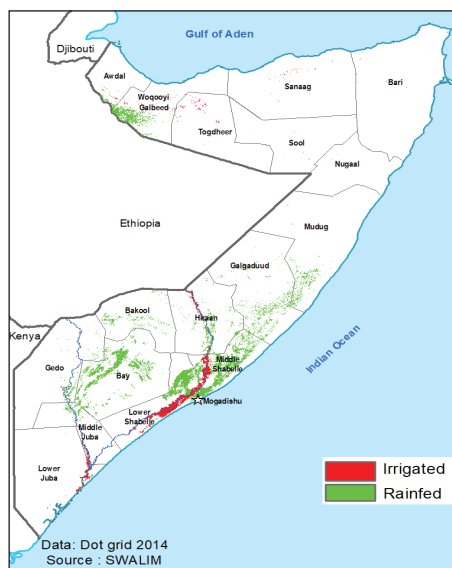 Gulf of Aden
Djibouti
Awdal
Sanaag
Bari
Woqooyi
Galbeed
Togdheer
Sool
Nugaal
Ethiopia
Mudug
Galgaduud
Bakool
Hiraan
Kenya
Indian Ocean
Gedo
Bay
Middle
Shabelle
Mogadishu
Lower
Shabelle
Middle
Juba
Lower
Juba
Irrigated
Rainfed
Data: Dot grid 2014
Source : SWALIM